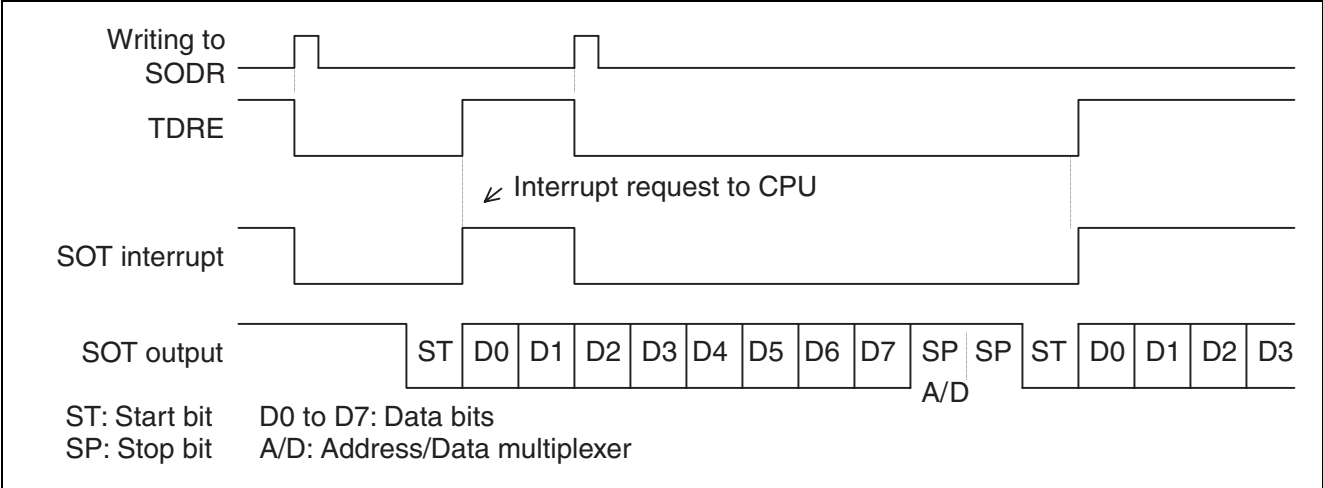 Writing to
SODR
TDRE
Interrupt request to CPU
SOT interrupt
SOT output ST D0 D1 D2 D3 D4 D5 D6 D7 SP SP ST D0 D1 D2 D3
A/D
ST: Start bit D0 to D7: Data bits
SP: Stop bit A/D: Address/Data multiplexer